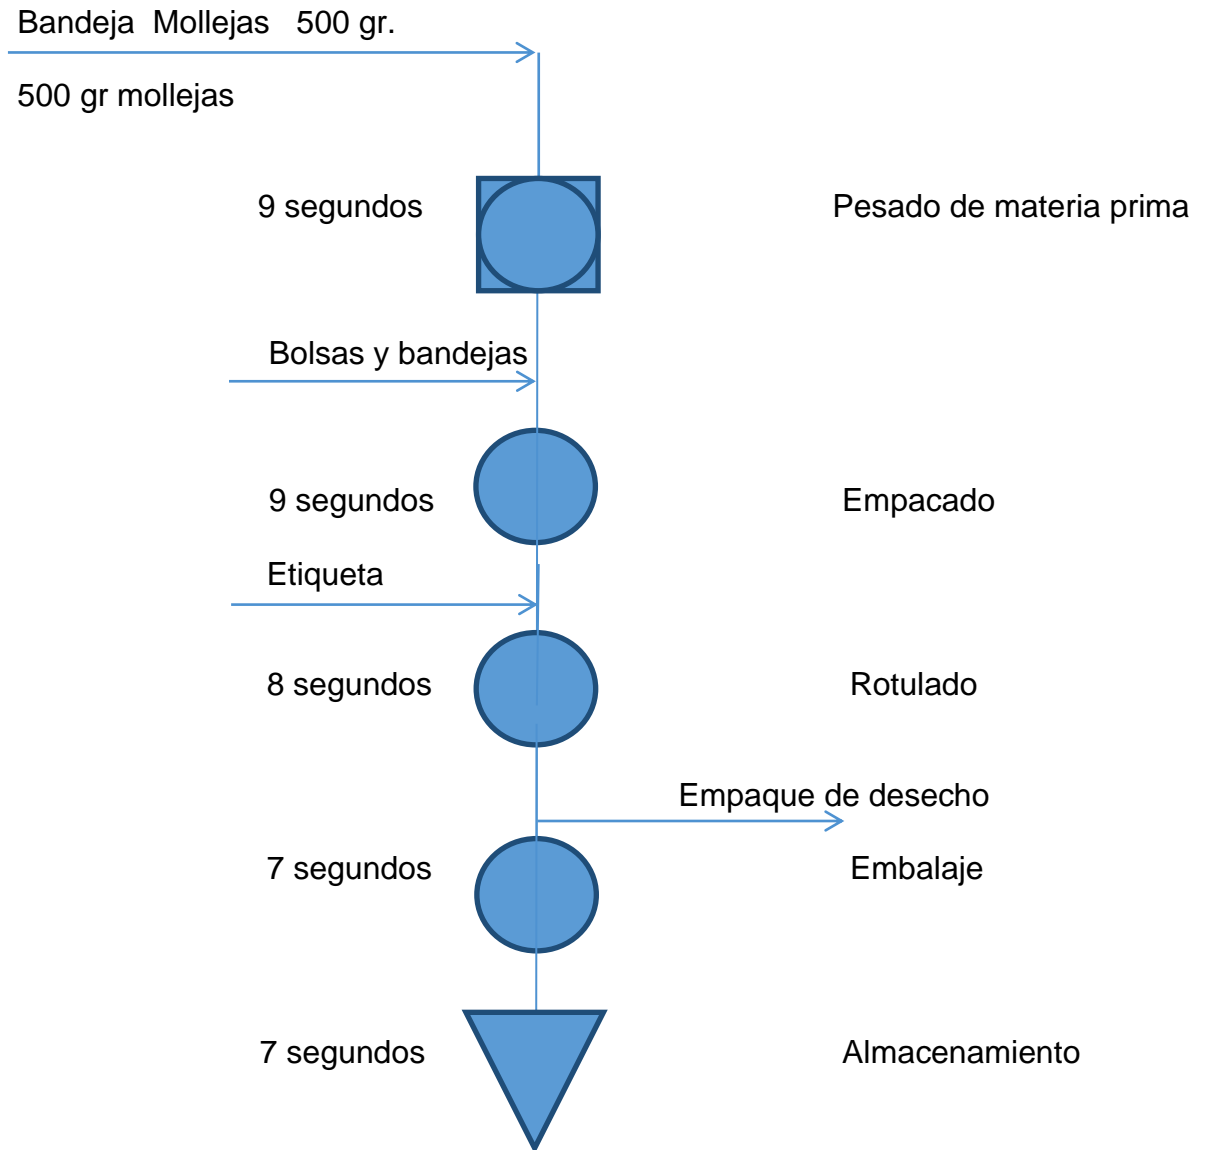 Bandeja  Mollejas   500 gr.
500 gr mollejas
9 segundos
Pesado de materia prima
Bolsas y bandejas
9 segundos
Empacado
Etiqueta
8 segundos
Rotulado
Empaque de desecho
7 segundos
Embalaje
7 segundos
Almacenamiento